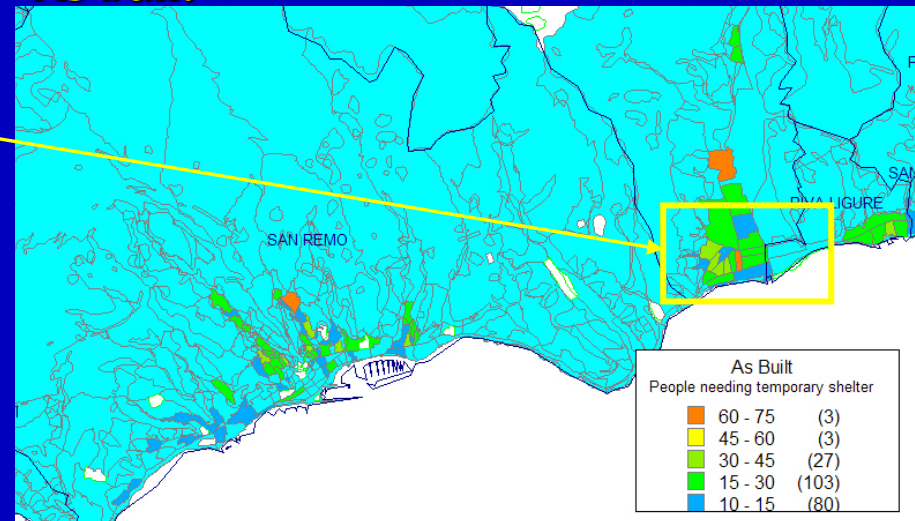 SAN REMO
RIVA LIGURE
As Built
People needing temporary shelter
60 - 75 (3)
45 - 60 (3)
30 - 45 (27)
15 - 30 (103)
10 - 15 (80)